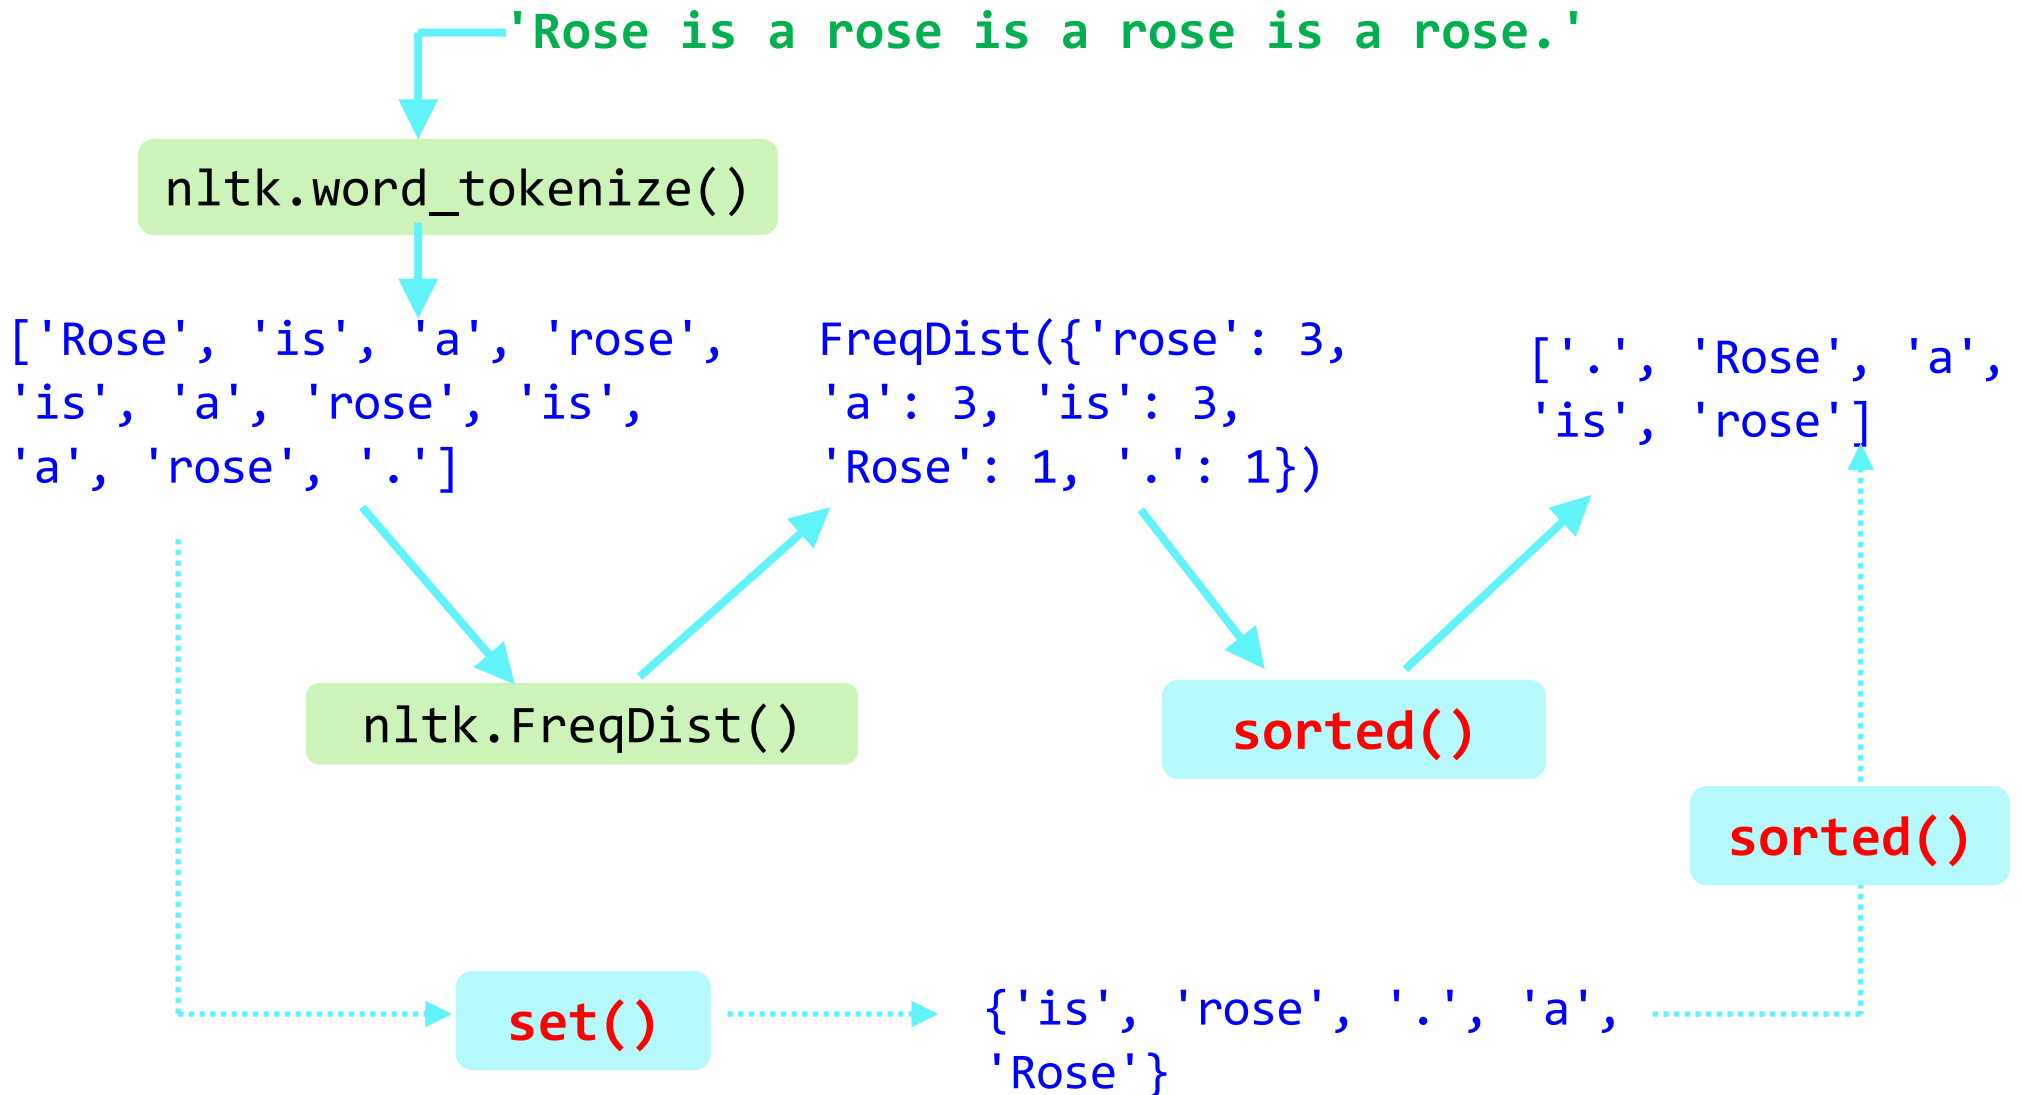 'Rose is a rose is a rose is a rose.'
nltk.word_tokenize()
['Rose', 'is', 'a', 'rose',
'is', 'a', 'rose', 'is',
'a', 'rose', '.']
FreqDist({'rose': 3,
'a': 3, 'is': 3,
'Rose': 1, '.': 1})
['.', 'Rose', 'a',
'is', 'rose']
nltk.FreqDist()
sorted()
sorted()
set()
{'is', 'rose', '.', 'a',
'Rose'}